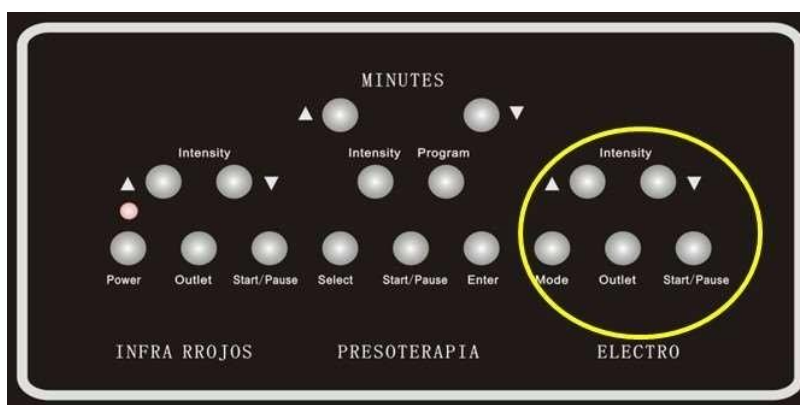 MINUTES
▲ ▼
Intensity Intensity Program Intensity
▲ ▼ ▲ ▼
Power Outlet Start/Pause Select Start/Pause Enter Mode Outlet Start/Pause
INFRA RROJOS PRESOTERAPIA ELECTRO